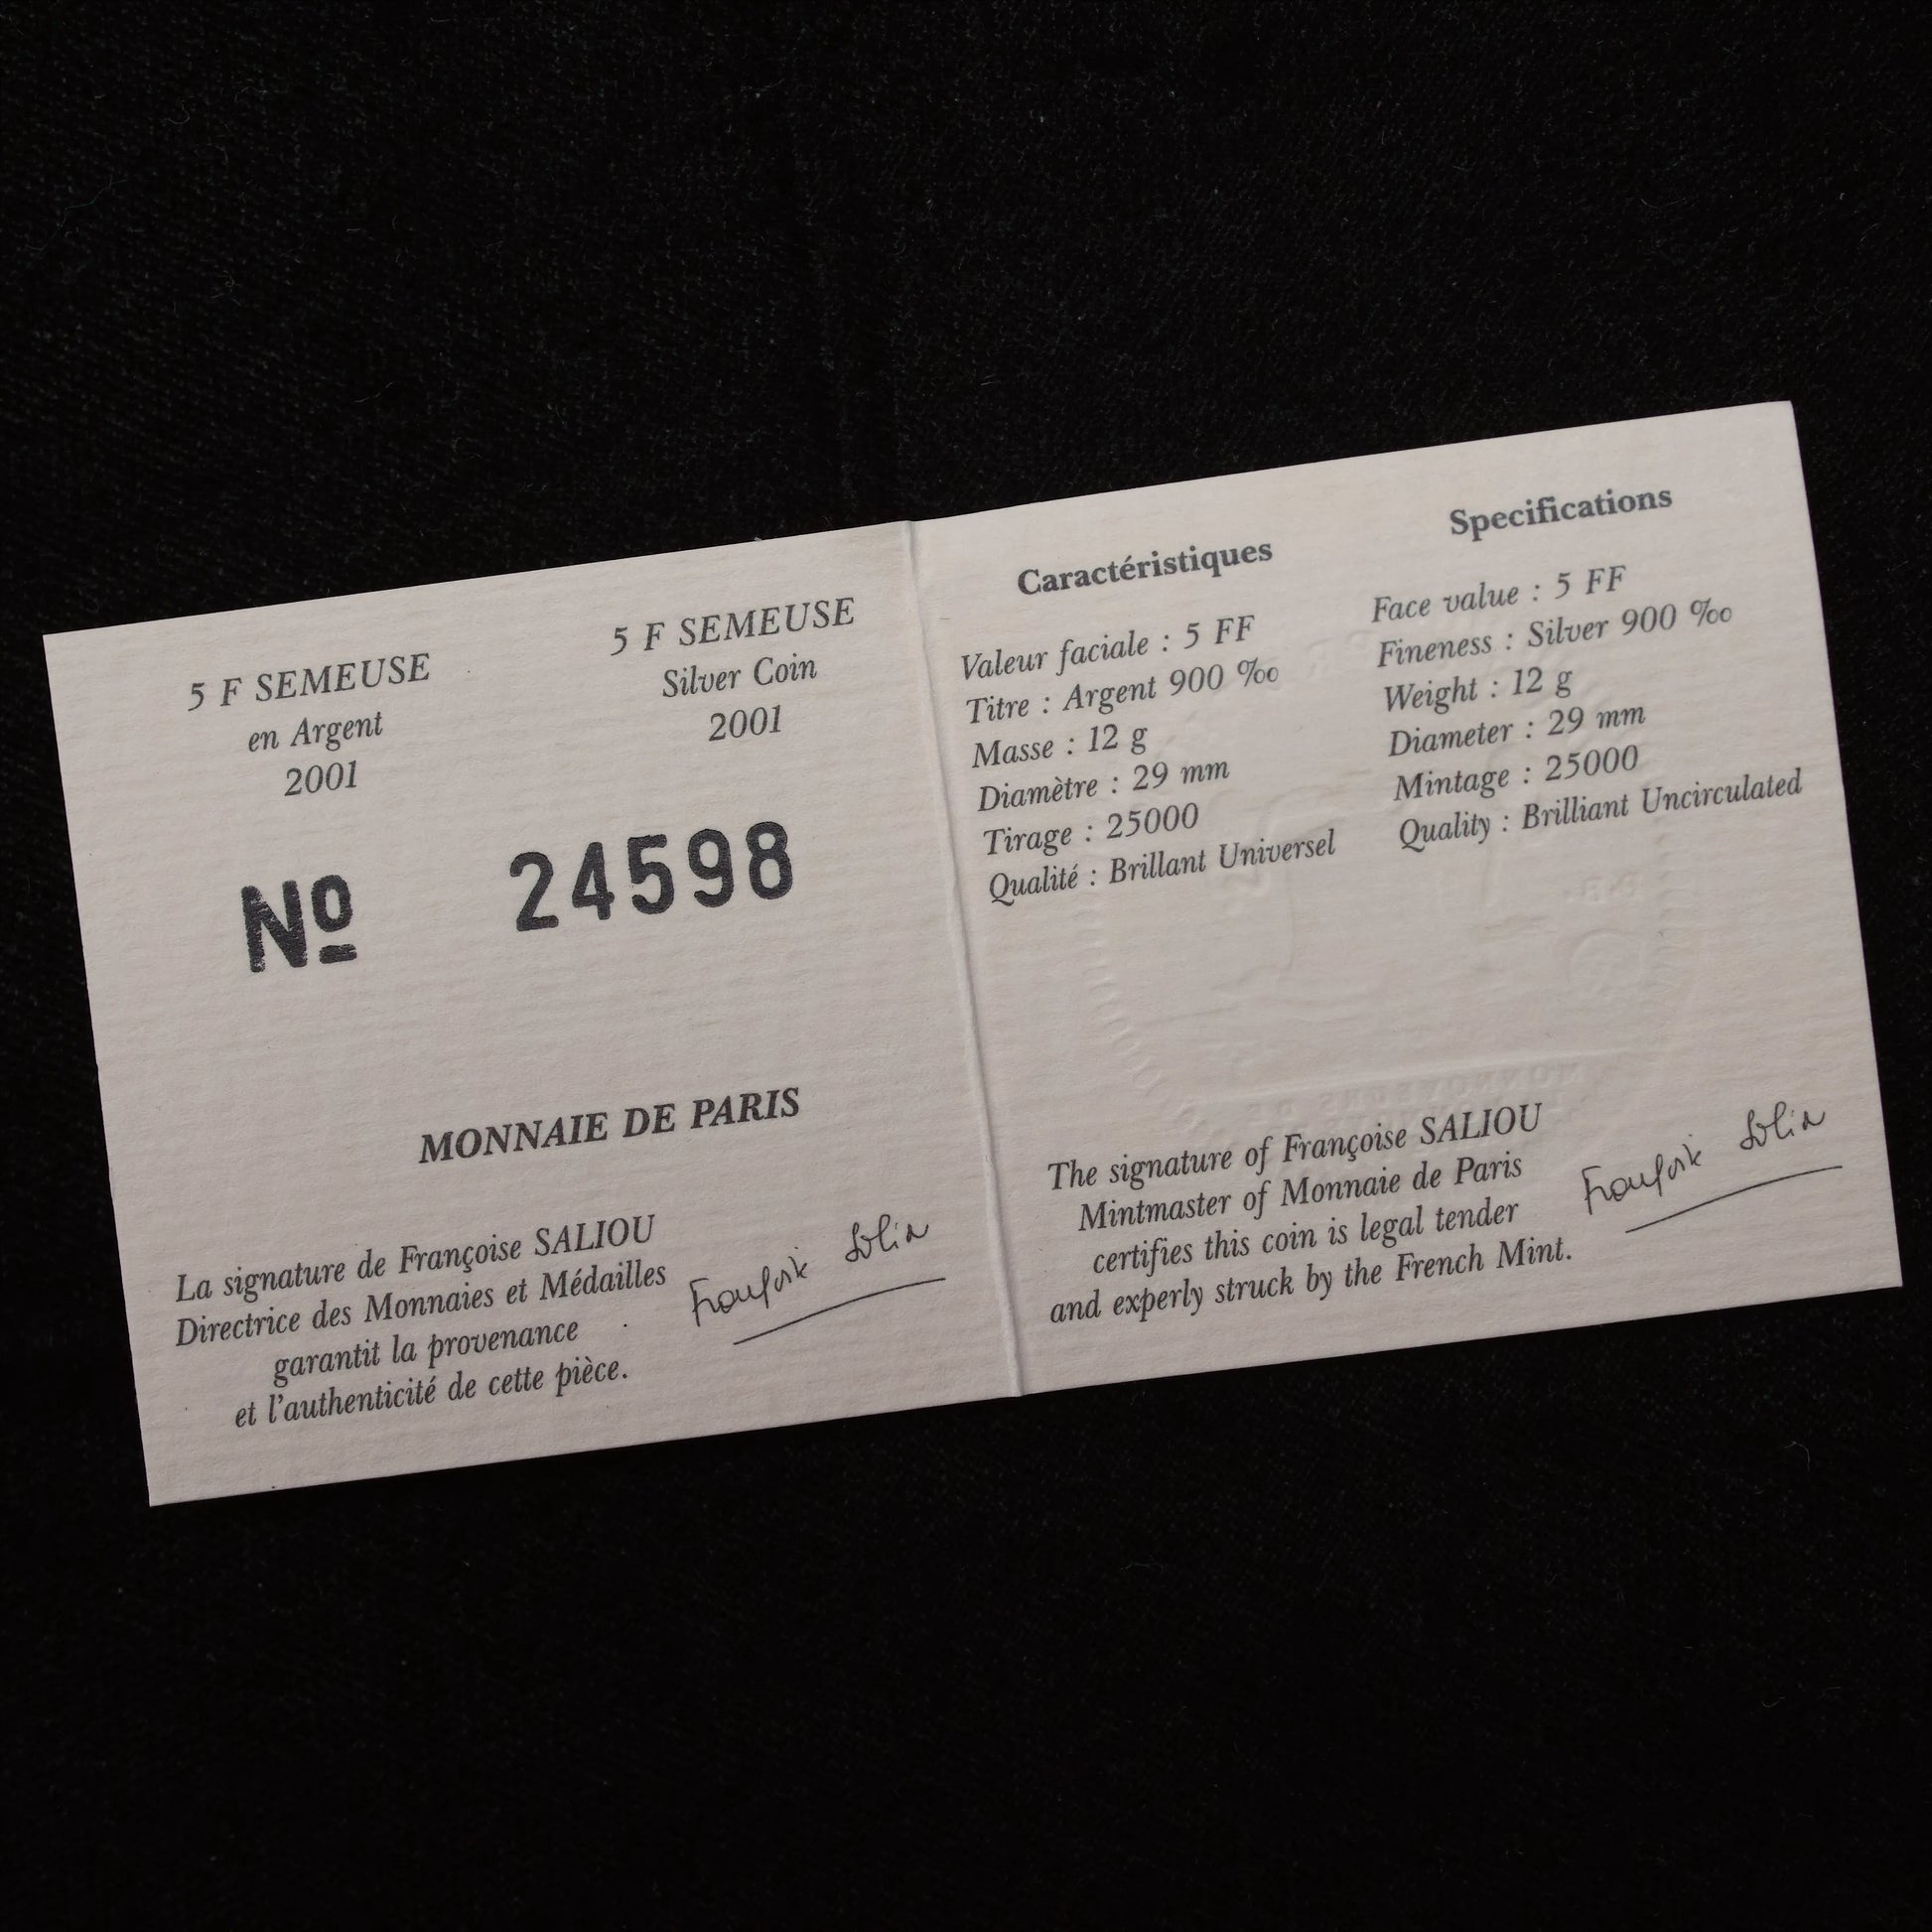 5 F SEMEUSE
en Argent
2001
5 F SEMEUSE
Silver Coin
2001
Nº 24598
MONNAIE DE PARIS
La signature de Françoise SALIOU
Directrice des Monnaies et Médailles
garantit la provenance
et l'authenticité de cette pièce.
Caractéristiques
Valeur faciale : 5 FF
Titre : Argent 900 ‰
Masse : 12 g
Diamètre : 29 mm
Tirage : 25000
Qualité : Brillant Universel
Specifications
Face value : 5 FF
Fineness : Silver 900 ‰
Weight : 12 g
Diameter : 29 mm
Mintage : 25000
Quality : Brilliant Uncirculated
The signature of Françoise SALIOU
Mintmaster of Monnaie de Paris
certifies this coin is legal tender
and experly struck by the French Mint.